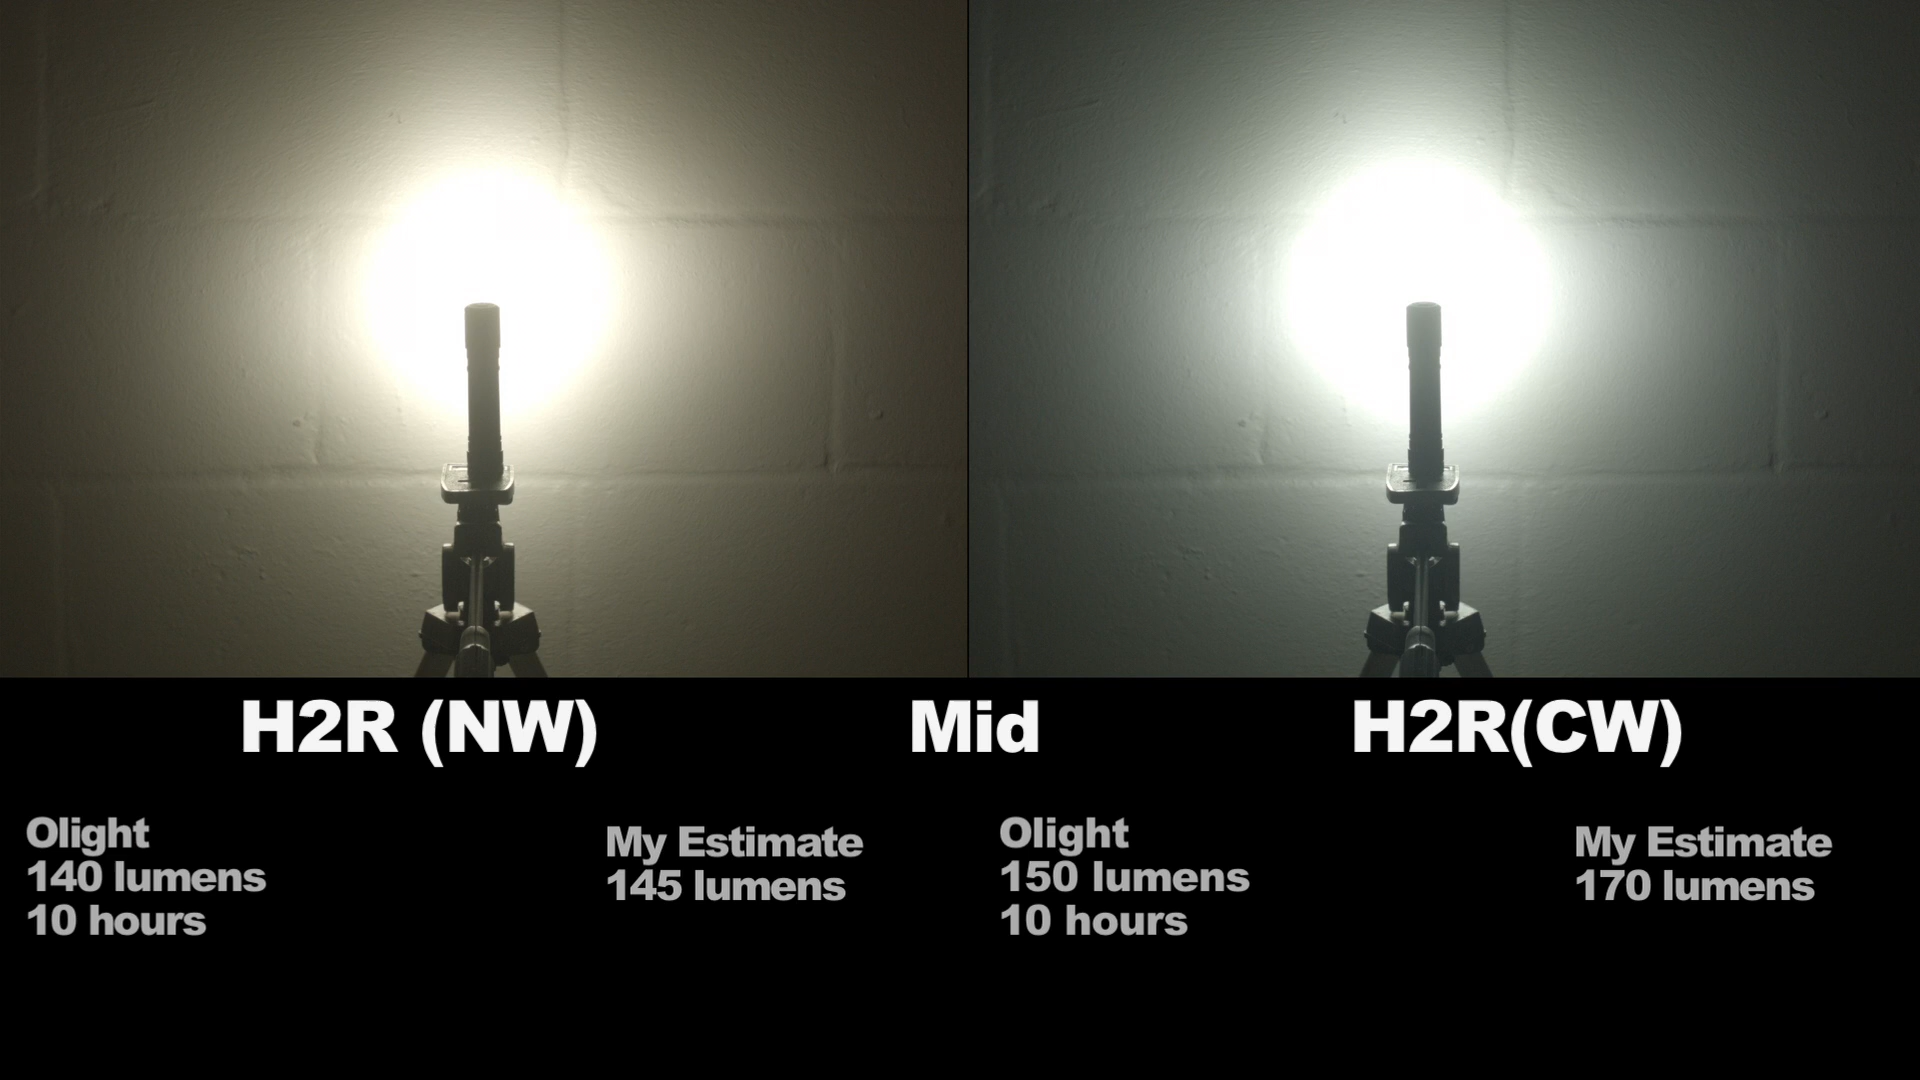 H2R (NW)
Mid
H2R(CW)
Olight
140 lumens
10 hours
My Estimate
145 lumens
Olight
150 lumens
10 hours
My Estimate
170 lumens